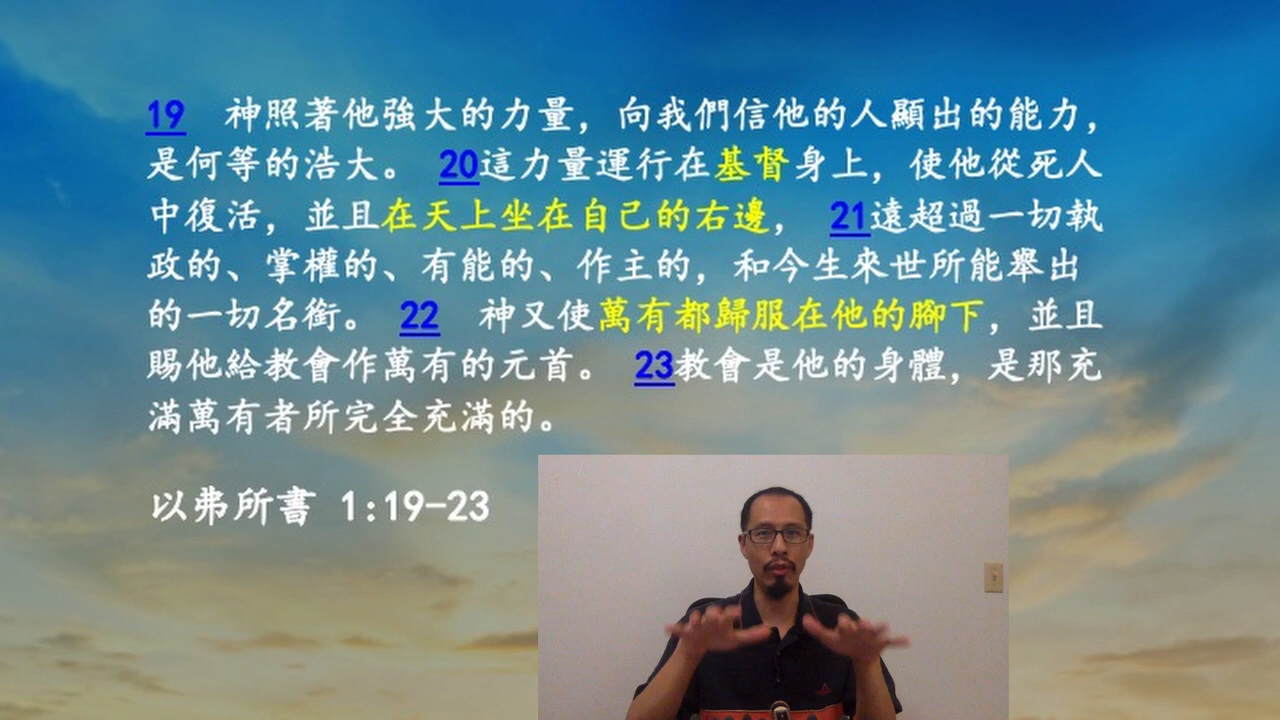 19　神照著他強大的力量，向我們信他的人顯出的能力，
是何等的浩大。 20這力量運行在基督身上，使他從死人
中復活，並且在天上坐在自己的右邊， 21遠超過一切執
政的、掌權的、有能的、作主的，和今生來世所能舉出
的一切名銜。 22　神又使萬有都歸服在他的腳下，並且
賜他給教會作萬有的元首。 23教會是他的身體，是那充
滿萬有者所完全充滿的。
以弗所書 1:19-23